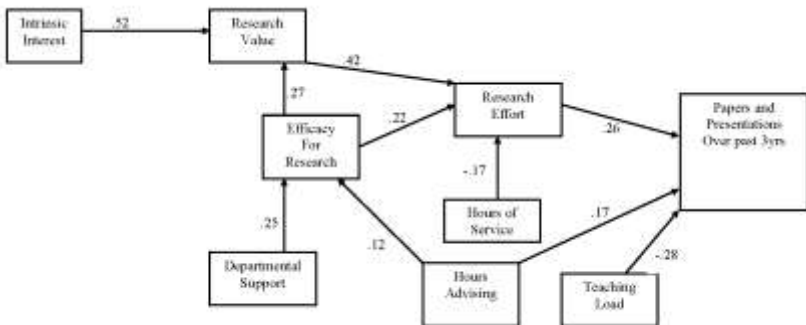 Intrinsic
Interest
.52
Research
Value
.42
.27
Research
Effort
Papers and
Presentations
Over past 3yrs
Efficacy
For
Research
.22
.26
-.17
.25
Hours of
Service
.17
.12
Departmental
Support
Hours
Advising
-.28
Teaching
Load